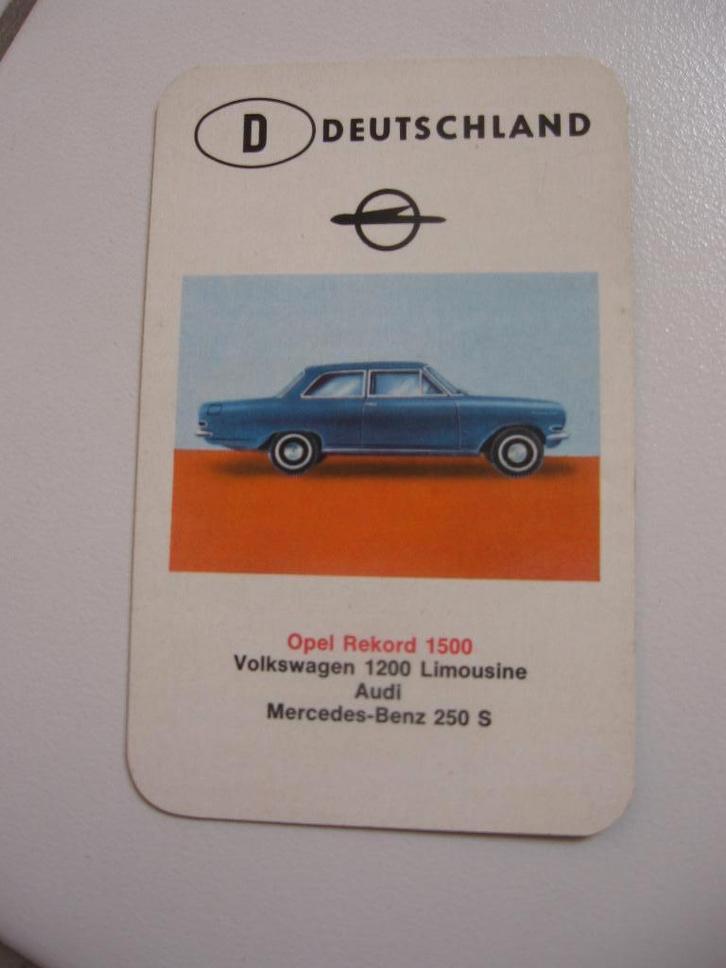 D DEUTSCHLAND
Opel Rekord 1500
Volkswagen 1200 Limousine
Audi
Mercedes-Benz 250 S